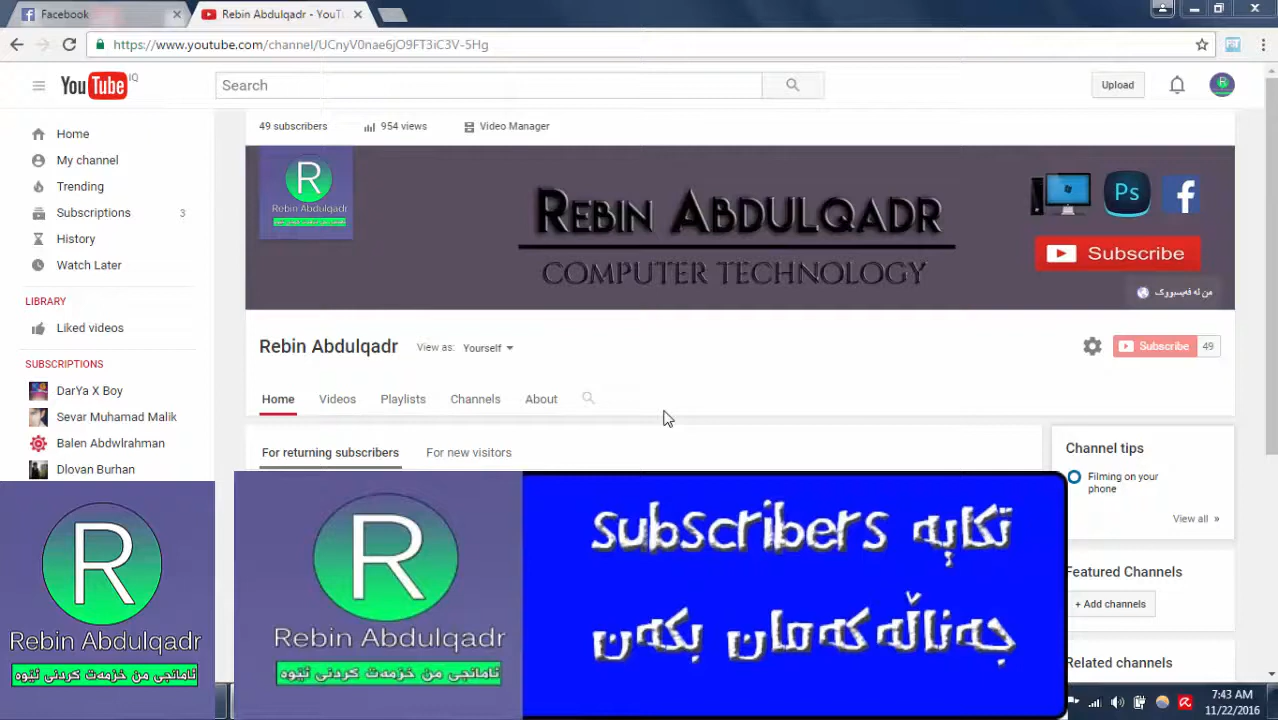 Facebook
Rebin Abdulqadr - YouT
https://www.youtube.com/channel/UCnyV0nae6jO9FT3iC3V-5Hg
YouTube IQ
Search
Upload
Home
My channel
Trending
Subscriptions 3
History
Watch Later
LIBRARY
Liked videos
SUBSCRIPTIONS
DarYa X Boy
Sevar Muhamad Malik
Balen Abdwlrahman
Dlovan Burhan
49 subscribers
954 views
Video Manager
R
Rebin Abdulqadr
REBIN ABDULQADR
COMPUTER TECHNOLOGY
Ps
Subscribe
من له فەیسبووک
Rebin Abdulqadr
View as: Yourself
Subscribe 49
Home Videos Playlists Channels About
For returning subscribers For new visitors
Channel tips
Filming on your
phone
View all »
Featured Channels
+ Add channels
Related channels
R
Rebin Abdulqadr
ئامانجی من خزمەت کردنی ئێوە
R
Rebin Abdulqadr
ئامانجی من خزمەت کردنی ئێوە
تکایە subscribers
چەناڵەکەمان بکەن
7:43 AM
11/22/2016